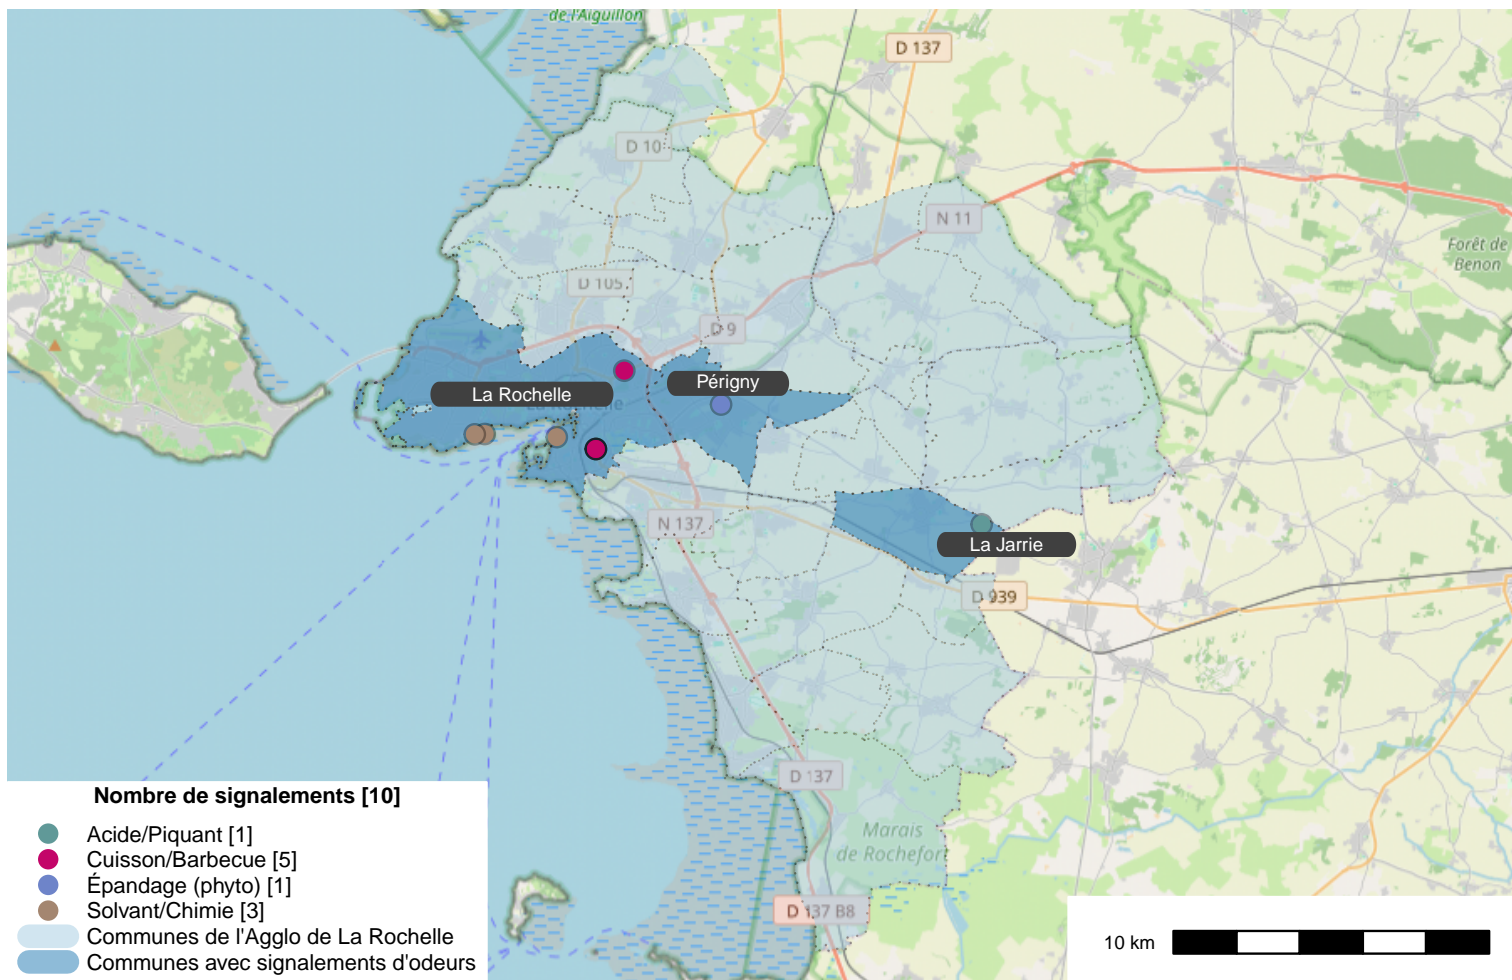 de l'Aiguillon
D 137
D 10
N 11
Forêt de
Benon
D 105
D 9
Périgny
La Rochelle
N 137
La Jarrie
D 939
D 137
Marais
de Rochefort
D 137 B8
Nombre de signalements [10]
Acide/Piquant [1]
Cuisson/Barbecue [5]
Épandage (phyto) [1]
Solvant/Chimie [3]
Communes de l'Agglo de La Rochelle
Communes avec signalements d'odeurs
10 km